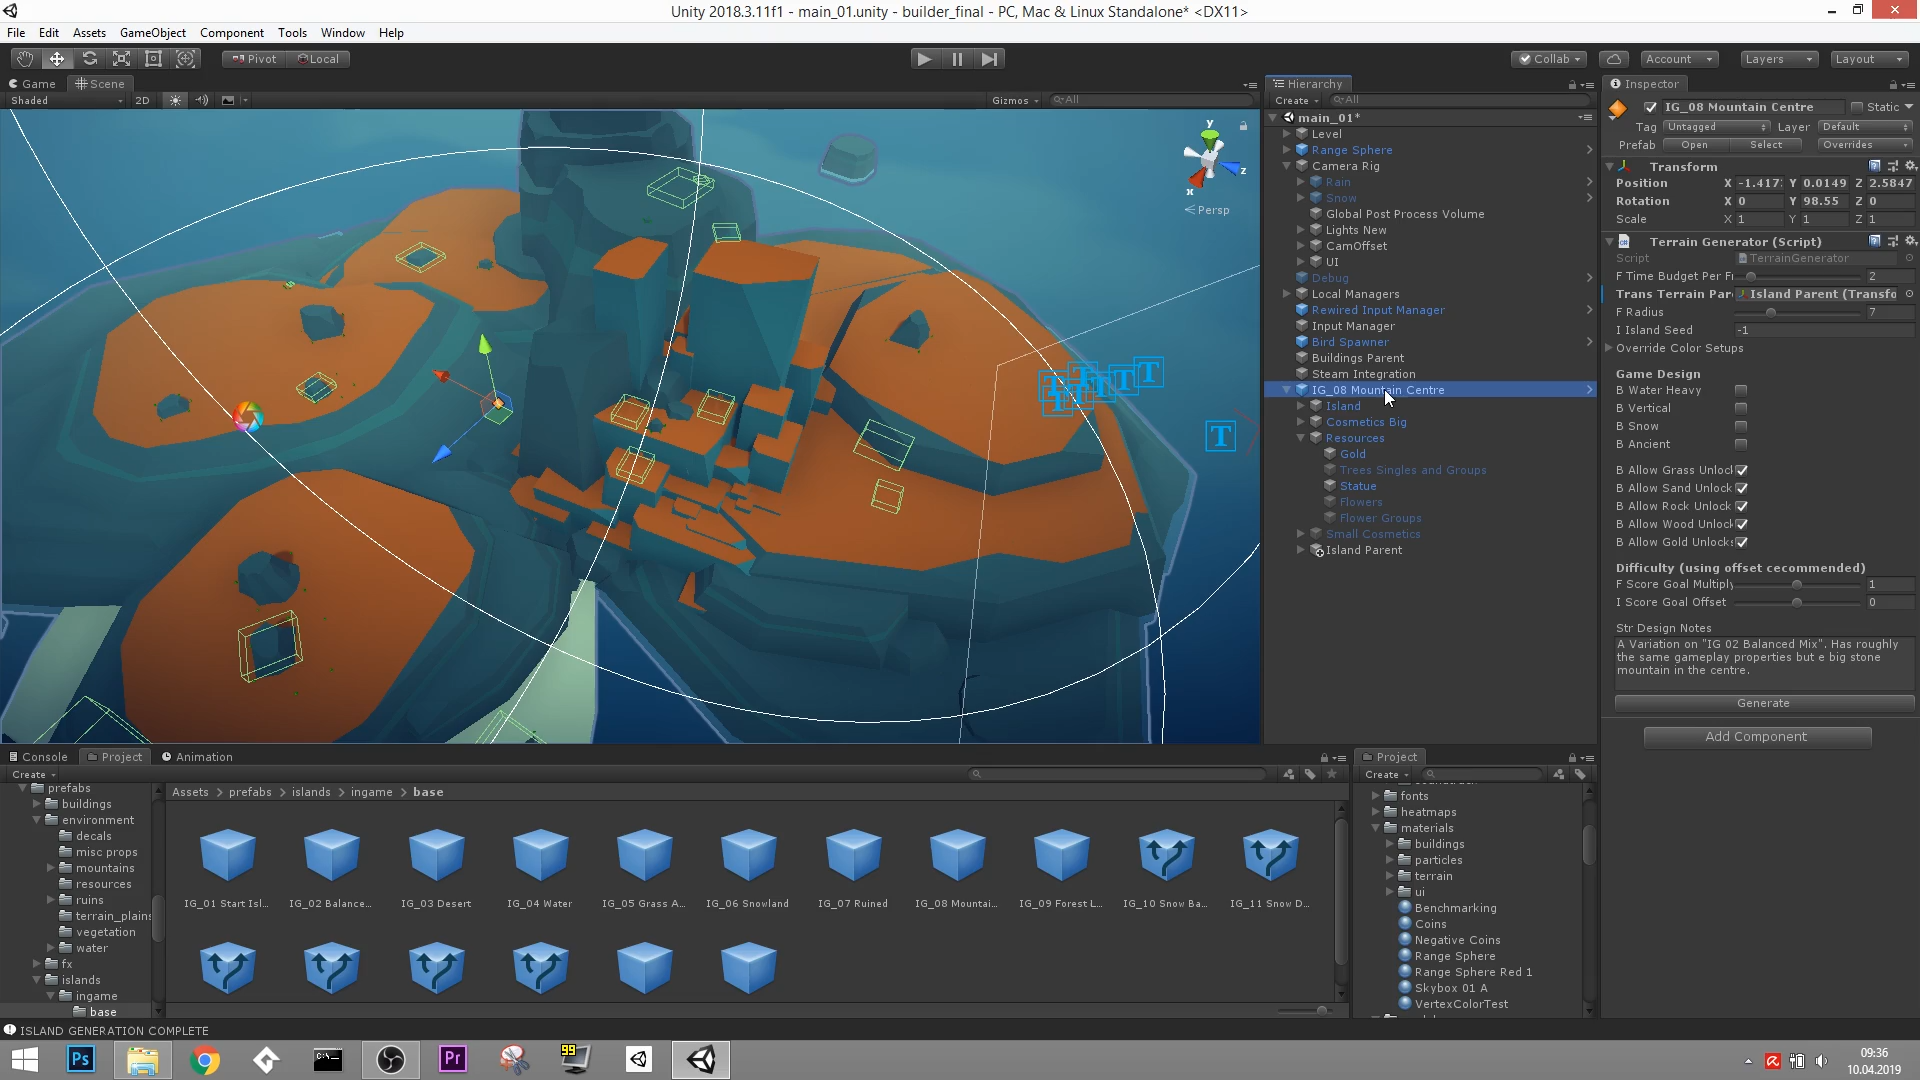 Unity 2018.3.11f1 - main_01.unity - builder_final - PC, Mac & Linux Standalone* <DX11>
File Edit Assets GameObject Component Tools Window Help
Pivot Local
Collab Account Layers Layout
Game Scene
Shaded 2D Gizmos All
y
z
x
Persp
T T T T T T T
T
Hierarchy
Create All
main_01*
Level
Range Sphere
Camera Rig
Rain
Snow
Global Post Process Volume
Lights New
CamOffset
UI
Debug
Local Managers
Rewired Input Manager
Input Manager
Bird Spawner
Buildings Parent
Steam Integration
IG_08 Mountain Centre
Island
Cosmetics Big
Resources
Gold
Trees Singles and Groups
Statue
Flowers
Flower Groups
Small Cosmetics
Island Parent
Inspector
IG_08 Mountain Centre Static
Tag Untagged Layer Default
Prefab Open Select Overrides
Transform
Position X -1.417 Y 0.0149 Z 2.5847
Rotation X 0 Y 98.55 Z 0
Scale X 1 Y 1 Z 1
Terrain Generator (Script)
Script TerrainGenerator
F Time Budget Per Fr 2
Trans Terrain Par Island Parent (Transfo
F Radius 7
I Island Seed -1
Override Color Setups
Game Design
B Water Heavy
B Vertical
B Snow
B Ancient
B Allow Grass Unlock
B Allow Sand Unlock
B Allow Rock Unlock
B Allow Wood Unlock
B Allow Gold Unlocks
Difficulty (using offset cecommended)
F Score Goal Multiply 1
I Score Goal Offset 0
Str Design Notes
A Variation on "IG 02 Balanced Mix". Has roughly
the same gameplay properties but e big stone
mountain in the centre.
Generate
Add Component
Console Project Animation
Create
prefabs
buildings
environment
decals
misc props
mountains
resources
ruins
terrain_plains
vegetation
water
fx
islands
ingame
base
Assets > prefabs > islands > ingame > base
IG_01 Start Isl... IG_02 Balance... IG_03 Desert IG_04 Water IG_05 Grass A... IG_06 Snowland IG_07 Ruined IG_08 Mountai... IG_09 Forest L... IG_10 Snow Ba... IG_11 Snow D...
Project
Create
fonts
heatmaps
materials
buildings
particles
terrain
ui
Benchmarking
Coins
Negative Coins
Range Sphere
Range Sphere Red 1
Skybox 01 A
VertexColorTest
ISLAND GENERATION COMPLETE
Ps
Pr
99
09:36
10.04.2019